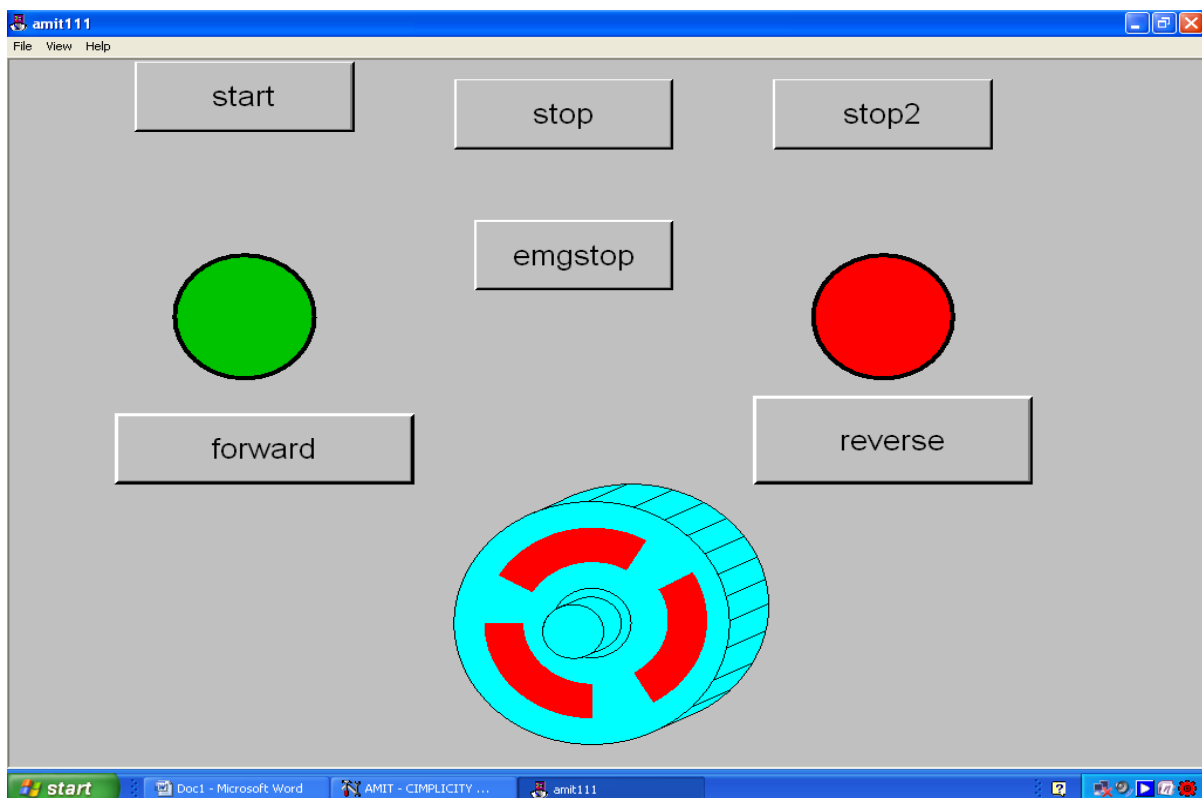 amit111
File View Help
start
stop
stop2
emgstop
forward
reverse
start
Doc1 - Microsoft Word
AMIT - CIMPLICITY ...
amit111